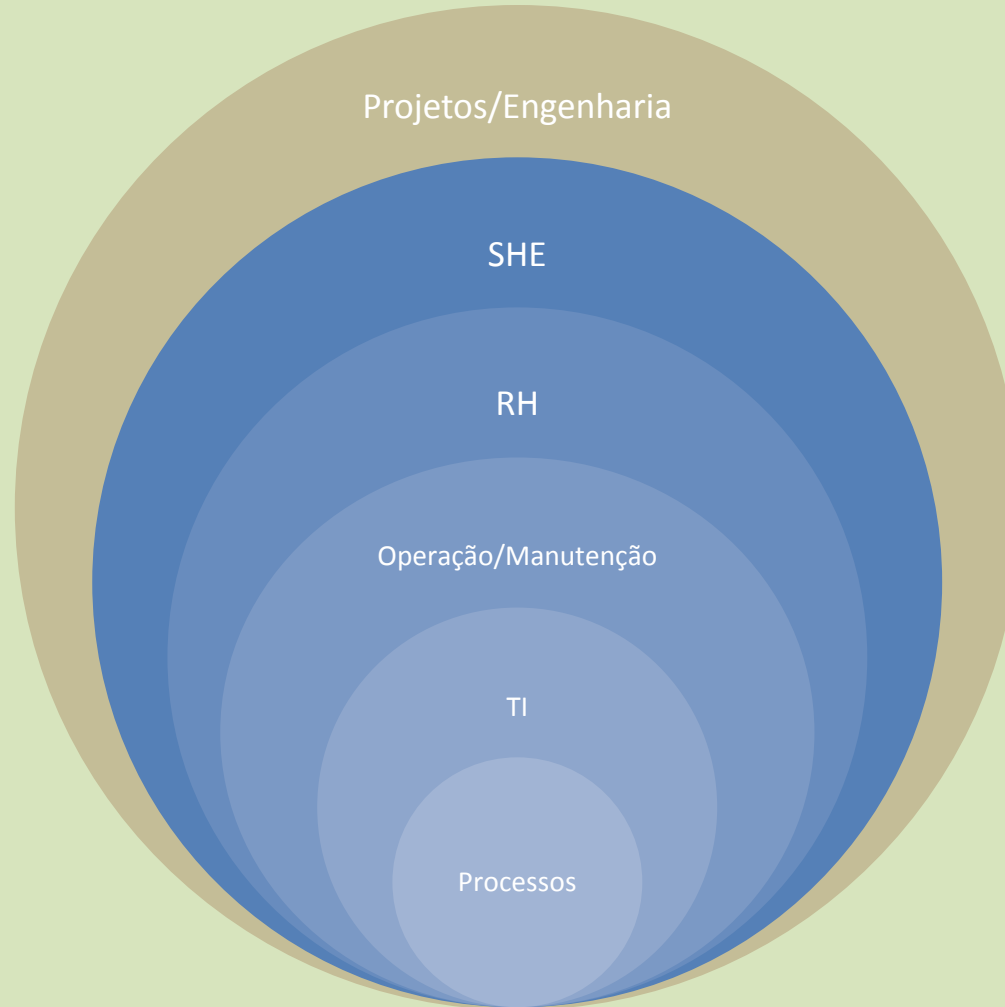 Projetos/Engenharia
SHE
RH
Operação/Manutenção
TI
Processos